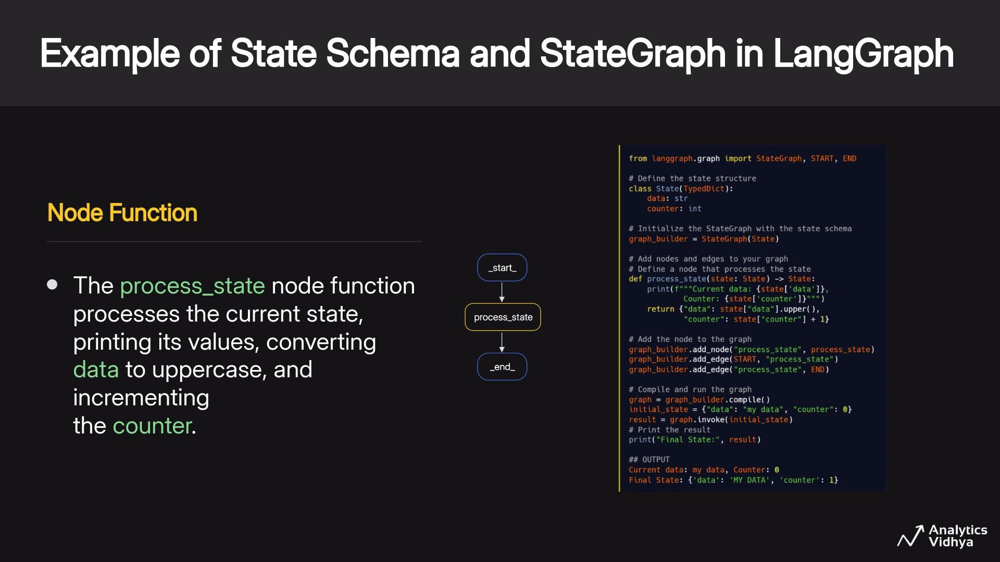 Example of State Schema and StateGraph in LangGraph
Node Function
The process_state node function
processes the current state,
printing its values, converting
data to uppercase, and
incrementing
the counter.
_start_
process_state
_end_
from langgraph.graph import StateGraph, START, END
# Define the state structure
class State(TypedDict):
    data: str
    counter: int
# Initialize the StateGraph with the state schema
graph_builder = StateGraph(State)
# Add nodes and edges to your graph
# Define a node that processes the state
def process_state(state: State) -> State:
    print(f"""Current data: {state['data']},
            Counter: {state['counter']}""")
    return {"data": state["data"].upper(),
            "counter": state["counter"] + 1}
# Add the node to the graph
graph_builder.add_node("process_state", process_state)
graph_builder.add_edge(START, "process_state")
graph_builder.add_edge("process_state", END)
# Compile and run the graph
graph = graph_builder.compile()
initial_state = {"data": "my data", "counter": 0}
result = graph.invoke(initial_state)
# Print the result
print("Final State:", result)
## OUTPUT
Current data: my data, Counter: 0
Final State: {'data': 'MY DATA', 'counter': 1}
Analytics
Vidhya